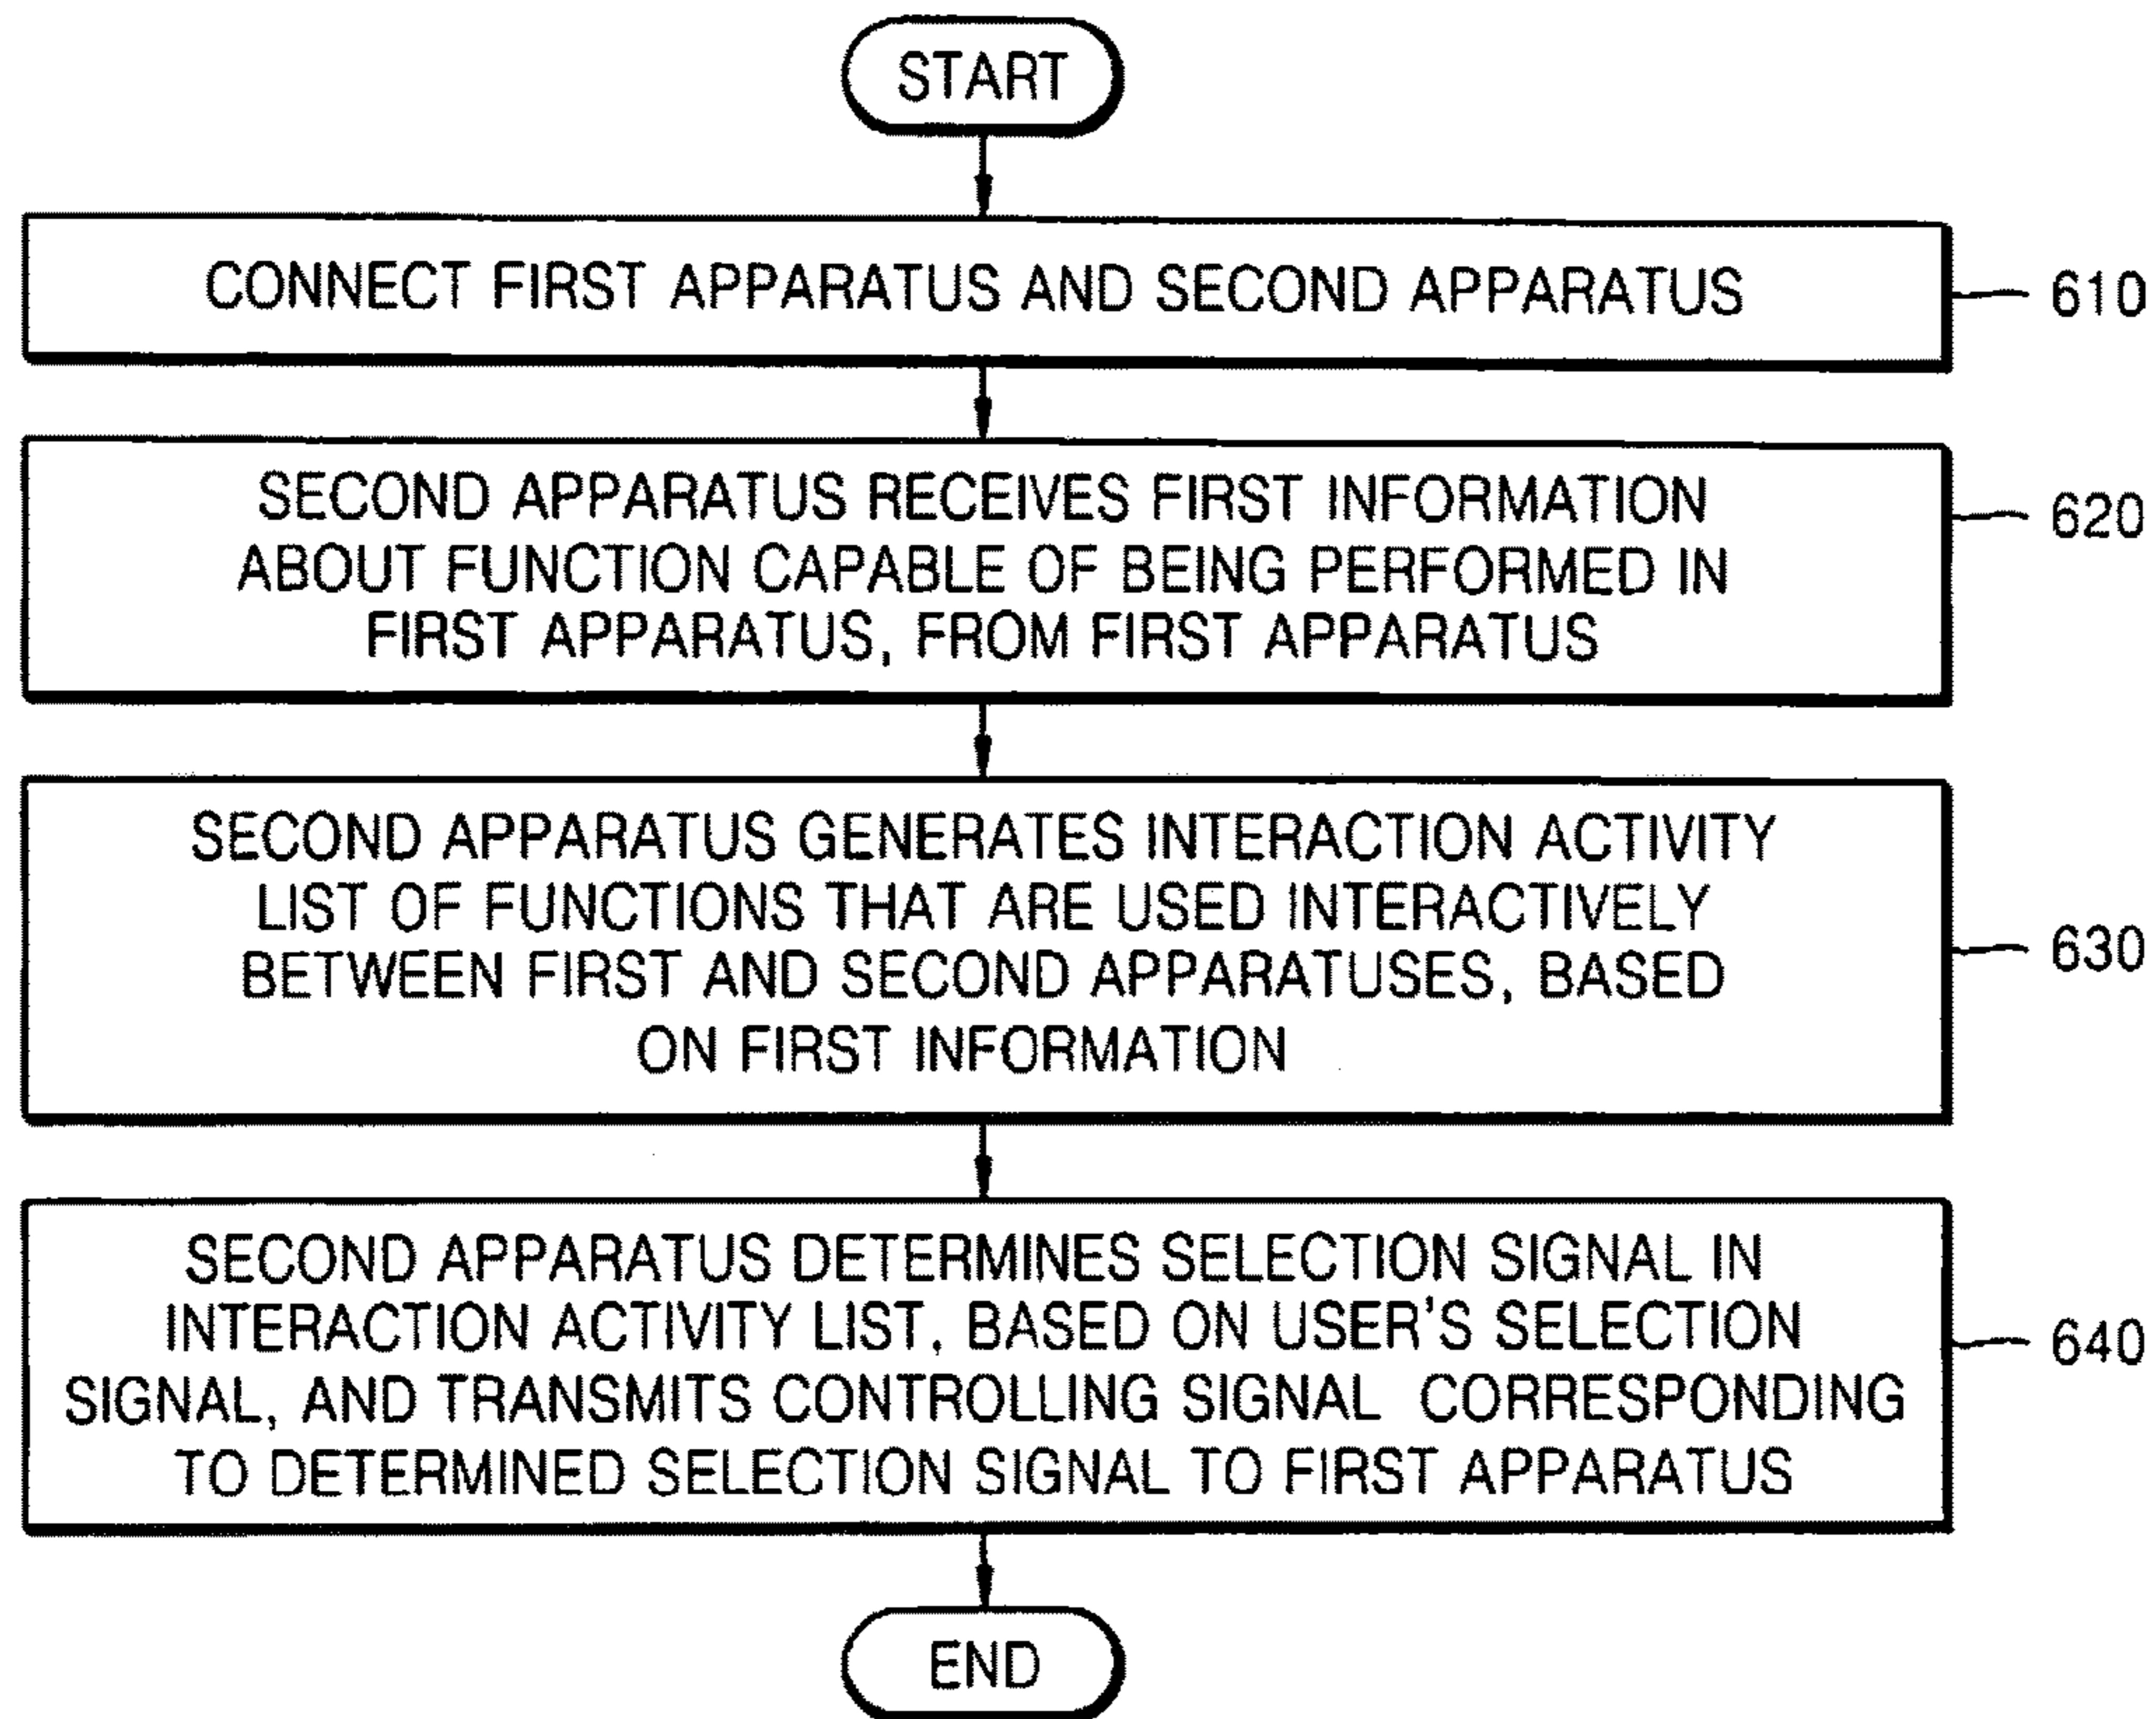 START
CONNECT FIRST APPARATUS AND SECOND APPARATUS
610
SECOND APPARATUS RECEIVES FIRST INFORMATION
ABOUT FUNCTION CAPABLE OF BEING PERFORMED IN
FIRST APPARATUS, FROM FIRST APPARATUS
620
SECOND APPARATUS GENERATES INTERACTION ACTIVITY
LIST OF FUNCTIONS THAT ARE USED INTERACTIVELY
BETWEEN FIRST AND SECOND APPARATUSES, BASED
ON FIRST INFORMATION
630
SECOND APPARATUS DETERMINES SELECTION SIGNAL IN
INTERACTION ACTIVITY LIST, BASED ON USER'S SELECTION
SIGNAL, AND TRANSMITS CONTROLLING SIGNAL CORRESPONDING
TO DETERMINED SELECTION SIGNAL TO FIRST APPARATUS
640
END